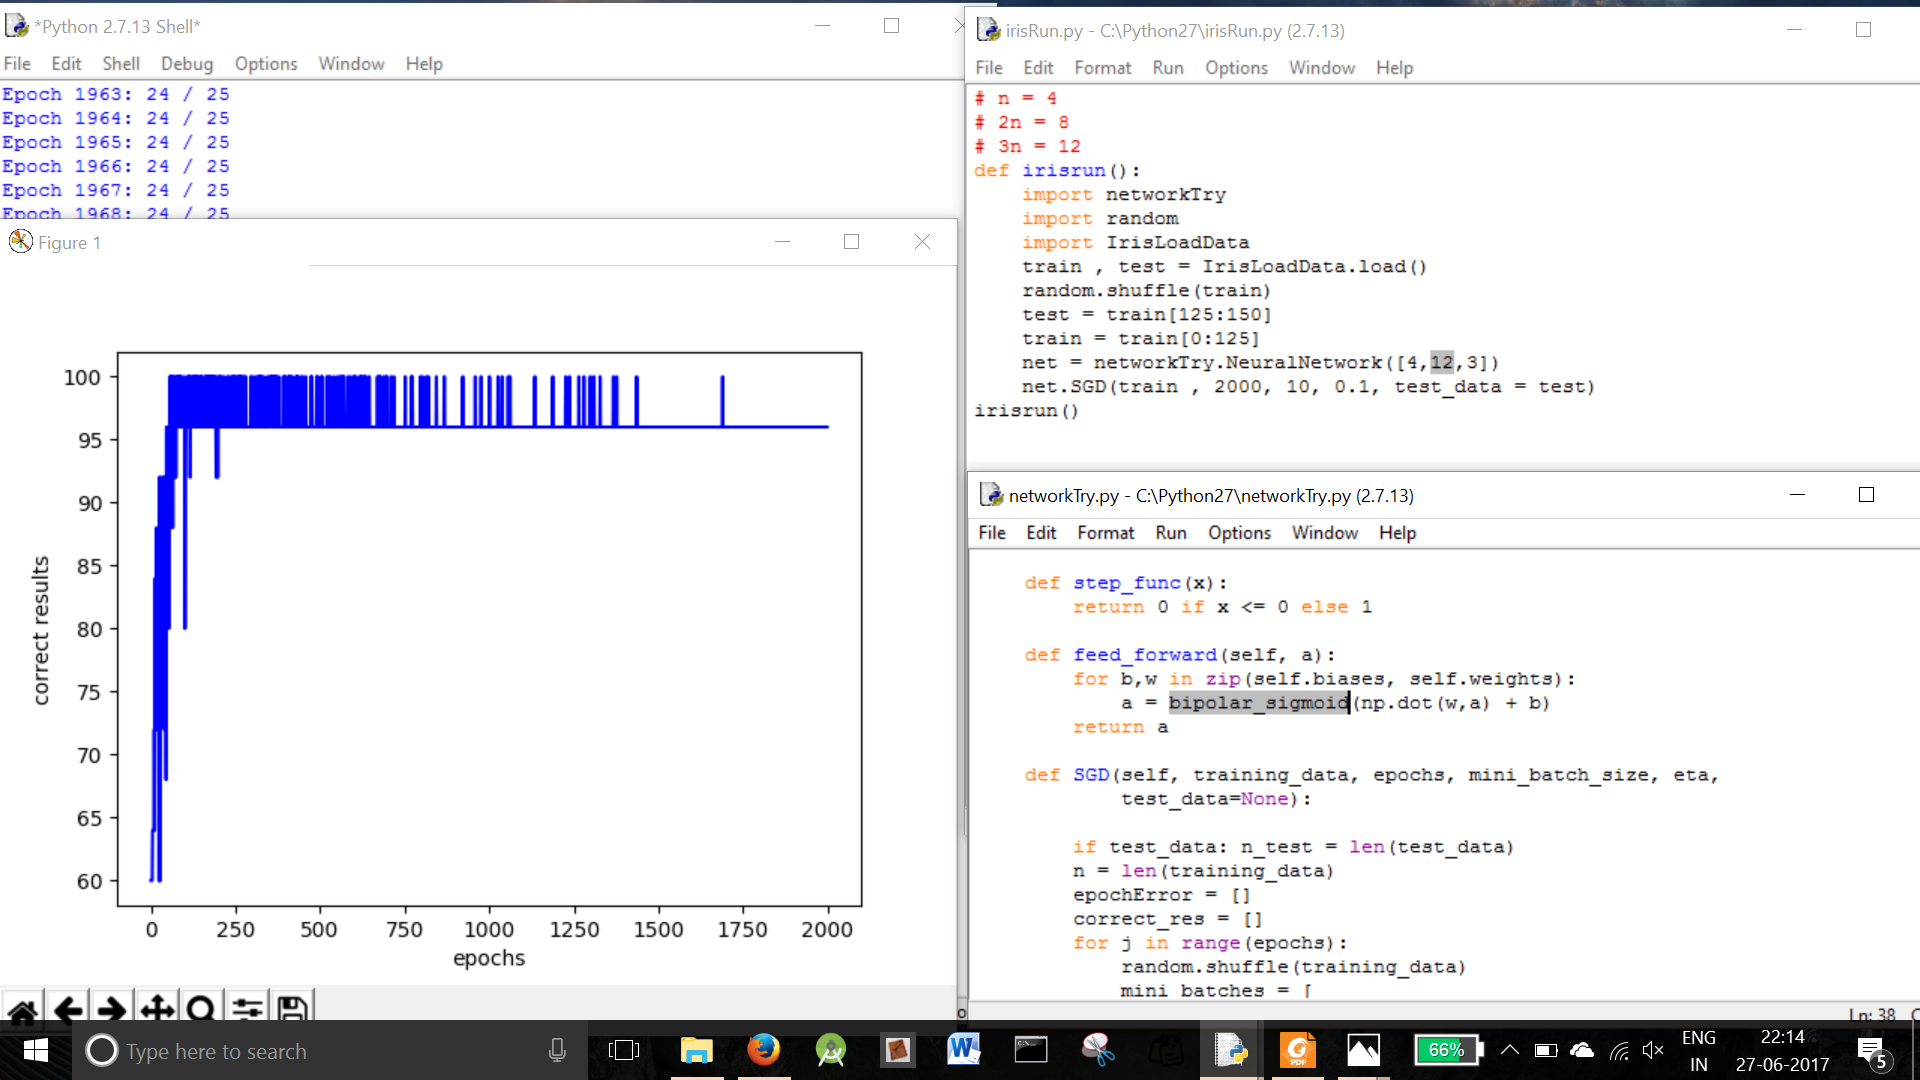 *Python 2.7.13 Shell*
File Edit Shell Debug Options Window Help
Epoch 1963: 24 / 25
Epoch 1964: 24 / 25
Epoch 1965: 24 / 25
Epoch 1966: 24 / 25
Epoch 1967: 24 / 25
Epoch 1968: 24 / 25
Figure 1
100
95
90
85
80
75
70
65
60
correct results
0 250 500 750 1000 1250 1500 1750 2000
epochs
irisRun.py - C:\Python27\irisRun.py (2.7.13)
File Edit Format Run Options Window Help
# n = 4
# 2n = 8
# 3n = 12
def irisrun():
    import networkTry
    import random
    import IrisLoadData
    train , test = IrisLoadData.load()
    random.shuffle(train)
    test = train[125:150]
    train = train[0:125]
    net = networkTry.NeuralNetwork([4,12,3])
    net.SGD(train , 2000, 10, 0.1, test_data = test)
irisrun()
networkTry.py - C:\Python27\networkTry.py (2.7.13)
File Edit Format Run Options Window Help
    def step_func(x):
        return 0 if x <= 0 else 1
    def feed_forward(self, a):
        for b,w in zip(self.biases, self.weights):
            a = bipolar_sigmoid(np.dot(w,a) + b)
        return a
    def SGD(self, training_data, epochs, mini_batch_size, eta,
            test_data=None):
        if test_data: n_test = len(test_data)
        n = len(training_data)
        epochError = []
        correct_res = []
        for j in range(epochs):
            random.shuffle(training_data)
            mini_batches = [
Ln: 38
Type here to search
W
PDF
66%
ENG
IN
22:14
27-06-2017
5